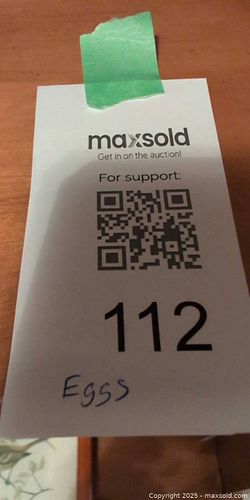 maxsold
Get in on the auction!
For support:
112
Eggs
Copyright 2025 - maxsold.com